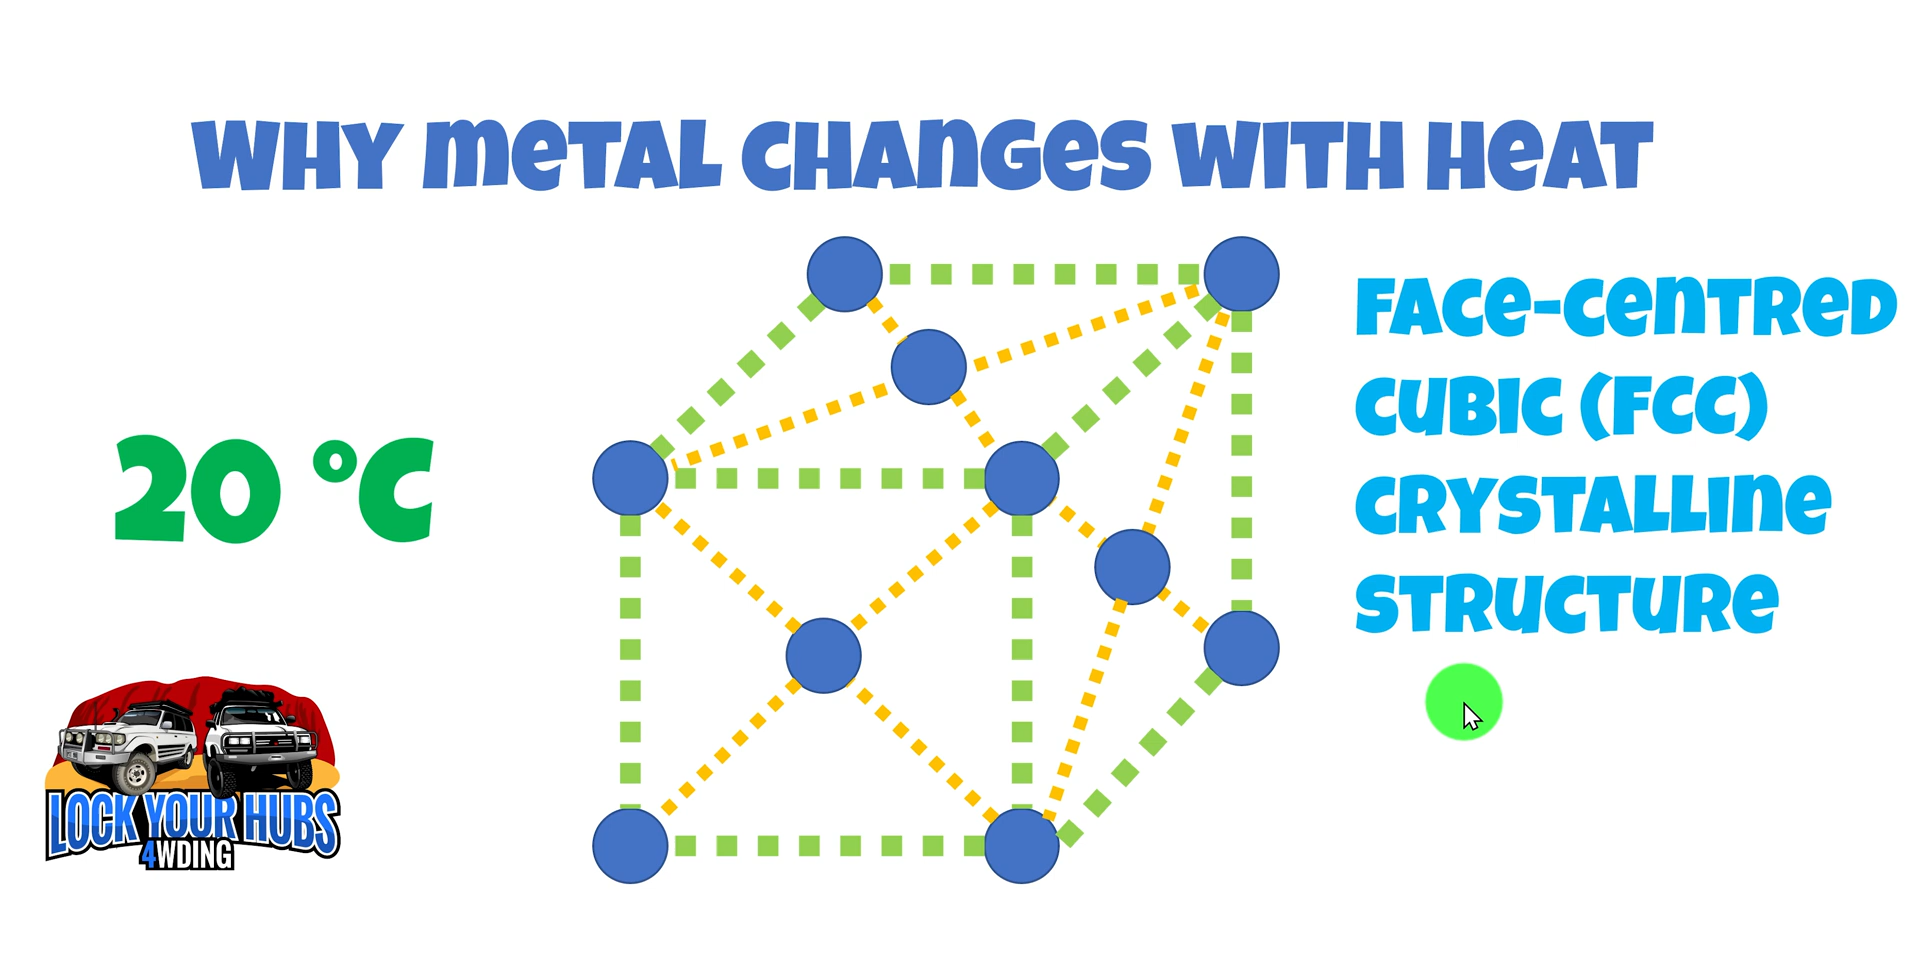 WHY METAL CHANGES WITH HEAT
FACE-CENTRED
CUBIC (FCC)
CRYSTALLINE
STRUCTURE
20 °C
LOCK YOUR HUBS
4WDING